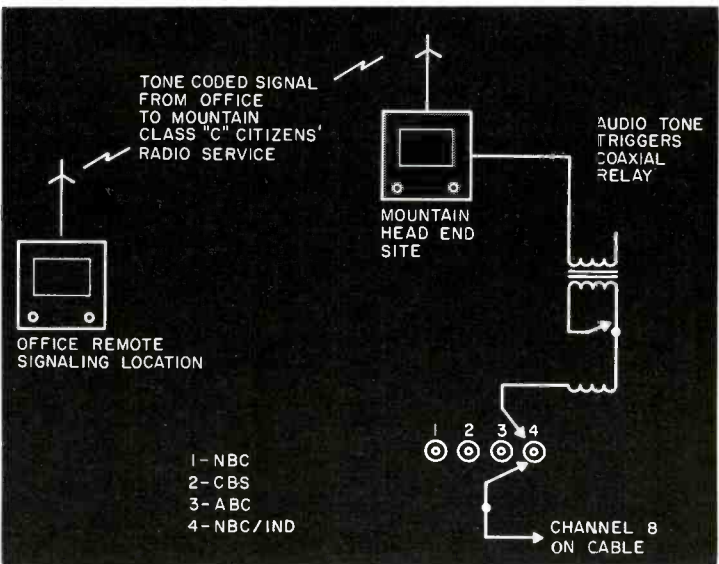 TONE CODED SIGNAL
FROM OFFICE
TO MOUNTAIN
CLASS "C" CITIZENS'
RADIO SERVICE
AUDIO TONE
TRIGGERS
COAXIAL
RELAY
MOUNTAIN
HEAD END
SITE
OFFICE REMOTE
SIGNALING LOCATION
1 2 3 4
1-NBC
2-CBS
3-ABC
4-NBC/IND
CHANNEL 8
ON CABLE